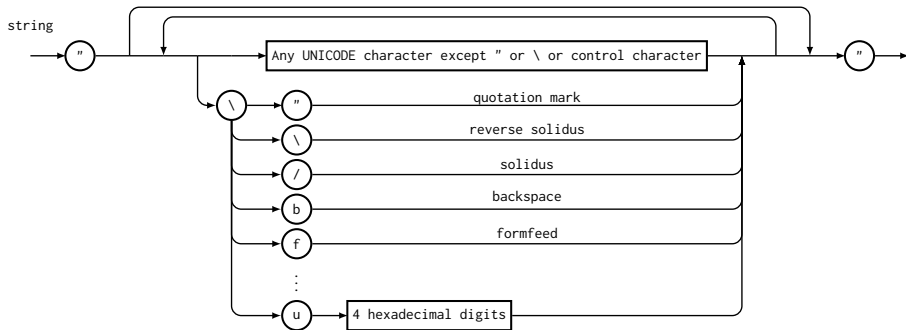 string
" Any UNICODE character except " or \ or control character "
\ " quotation mark
\ reverse solidus
/ solidus
b backspace
f formfeed
⋮
u 4 hexadecimal digits